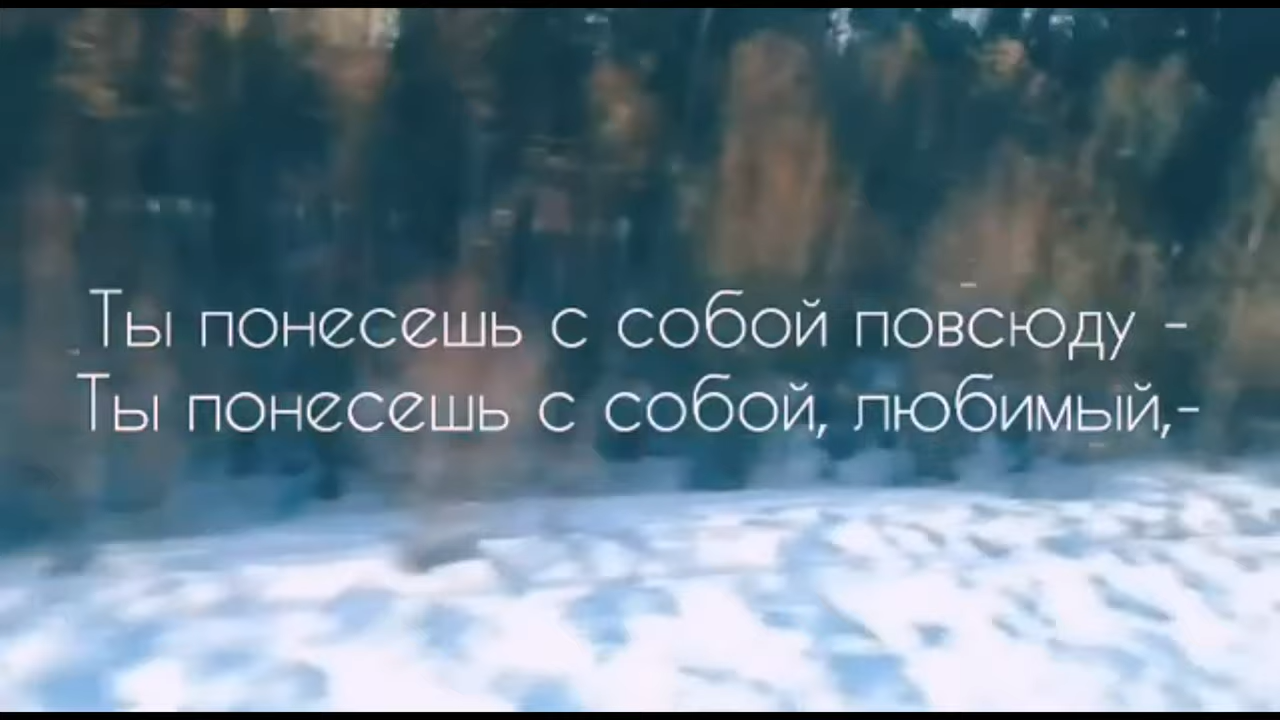 Ты понесешь с собой повсюду -
Ты понесешь с собой, любимый,-